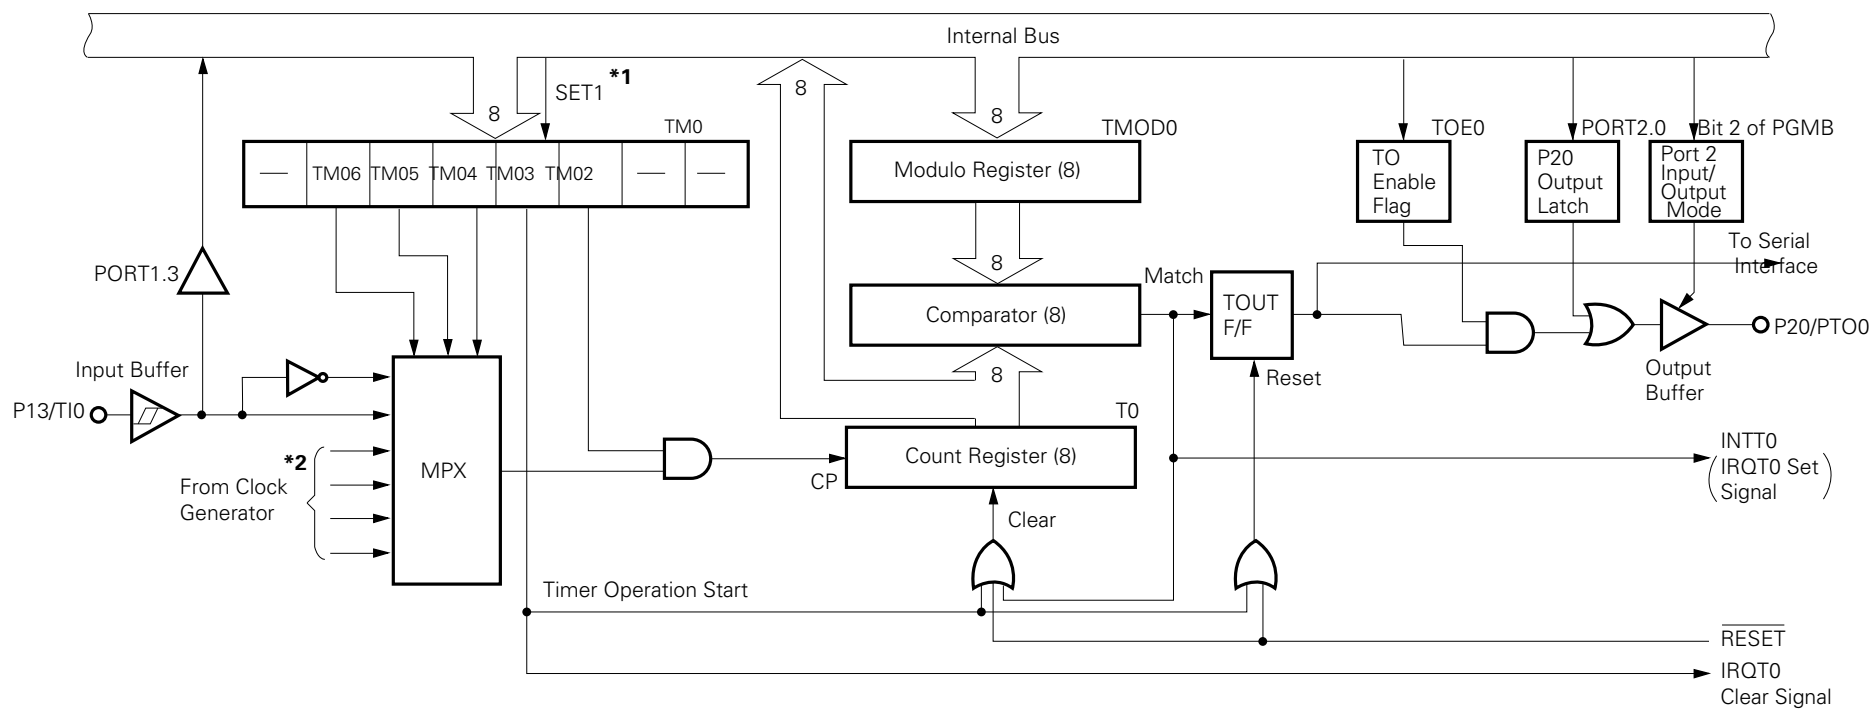 Internal Bus
8
SET1 *1
8
8
TM0
TMOD0
TOE0
PORT2.0
Bit 2 of PGMB
— TM06 TM05 TM04 TM03 TM02 — —
Modulo Register (8)
TO
Enable
Flag
P20
Output
Latch
Port 2
Input/
Output
Mode
PORT1.3
8
To Serial
Interface
Match
Comparator (8)
TOUT
F/F
P20/PTO0
Output
Buffer
Input Buffer
8
Reset
P13/TI0
T0
MPX
Count Register (8)
CP
INTT0
(IRQT0 Set
Signal)
*2
From Clock
Generator
Clear
Timer Operation Start
RESET
IRQT0
Clear Signal